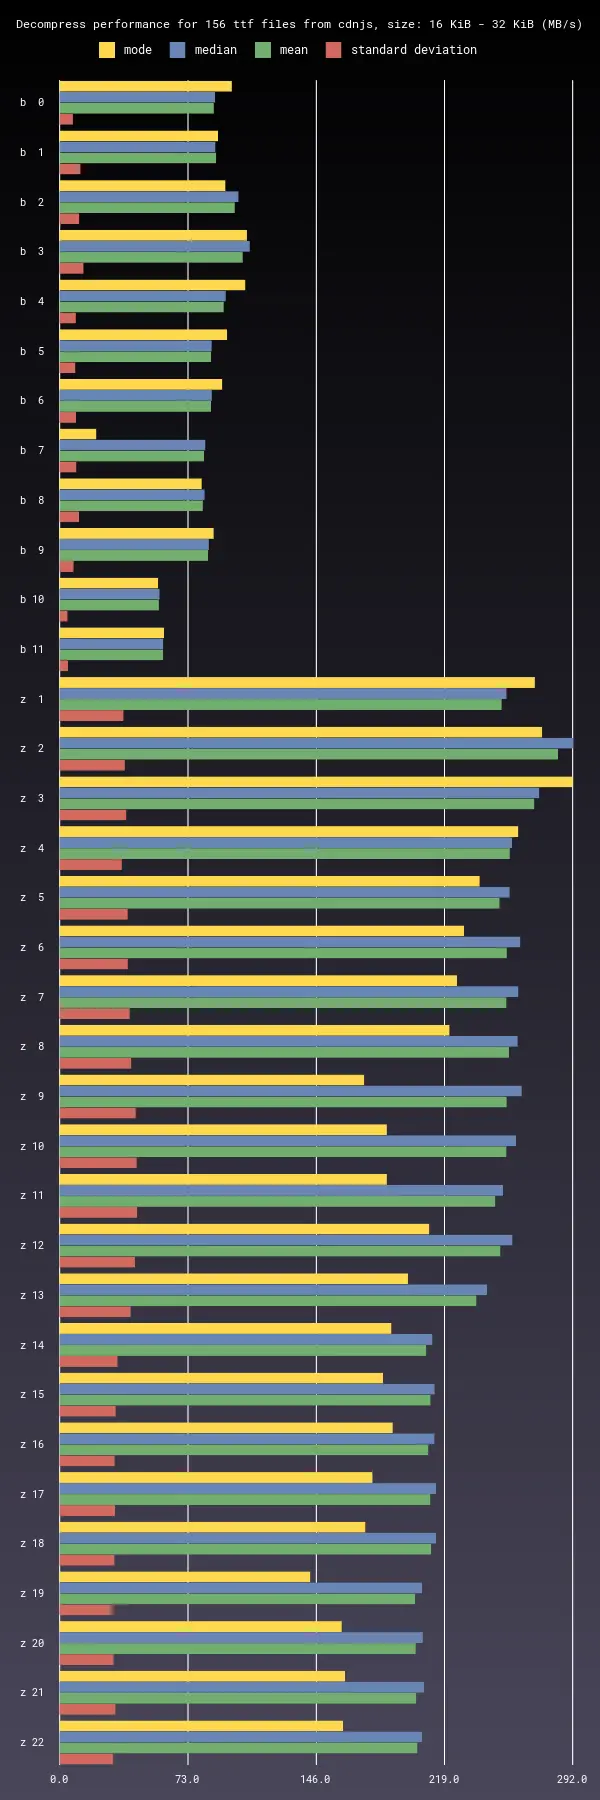 Decompress performance for 156 ttf files from cdnjs, size: 16 KiB - 32 KiB (MB/s)
mode median mean standard deviation
b 0
b 1
b 2
b 3
b 4
b 5
b 6
b 7
b 8
b 9
b 10
b 11
z 1
z 2
z 3
z 4
z 5
z 6
z 7
z 8
z 9
z 10
z 11
z 12
z 13
z 14
z 15
z 16
z 17
z 18
z 19
z 20
z 21
z 22
0.0 73.0 146.0 219.0 292.0